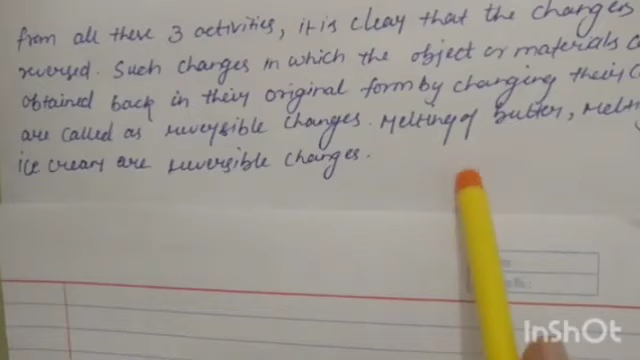 from all these 3 activities, it is clear that the changes
reversed. Such changes in which the object or materials
obtained back in their original form by changing their
are called as reversible changes. Melting of butter, melting
ice cream are reversible changes.
InShOt